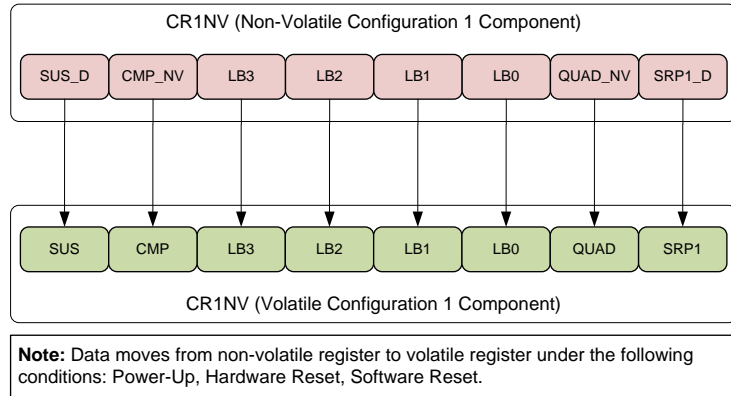 CR1NV (Non-Volatile Configuration 1 Component)
SUS_D CMP_NV LB3 LB2 LB1 LB0 QUAD_NV SRP1_D
SUS CMP LB3 LB2 LB1 LB0 QUAD SRP1
CR1NV (Volatile Configuration 1 Component)
Note: Data moves from non-volatile register to volatile register under the following
conditions: Power-Up, Hardware Reset, Software Reset.